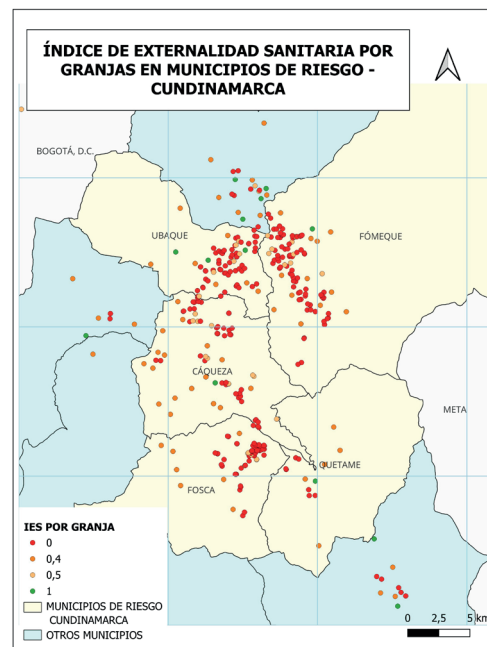 ÍNDICE DE EXTERNALIDAD SANITARIA POR
GRANJAS EN MUNICIPIOS DE RIESGO -
CUNDINAMARCA
BOGOTÁ, D.C.
UBAQUE
FÓMEQUE
CÁQUEZA
META
QUETAME
FOSCA
IES POR GRANJA
0
0,4
0,5
1
MUNICIPIOS DE RIESGO
CUNDINAMARCA
OTROS MUNICIPIOS
0 2,5 5 km